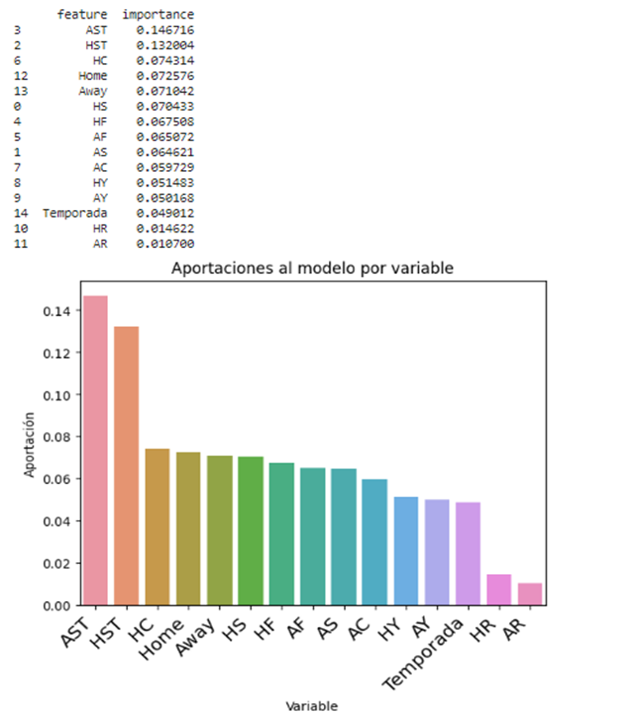 feature importance
3 AST 0.146716
2 HST 0.132004
6 HC 0.074314
12 Home 0.072576
13 Away 0.071042
0 HS 0.070433
4 HF 0.067508
5 AF 0.065072
1 AS 0.064621
7 AC 0.059729
8 HY 0.051483
9 AY 0.050168
14 Temporada 0.049012
10 HR 0.014622
11 AR 0.010700
Aportaciones al modelo por variable
0.14
0.12
0.10
0.08
0.06
0.04
0.02
0.00
Aportación
AST HST HC Home Away HS HF AF AS AC HY AY Temporada HR AR
Variable